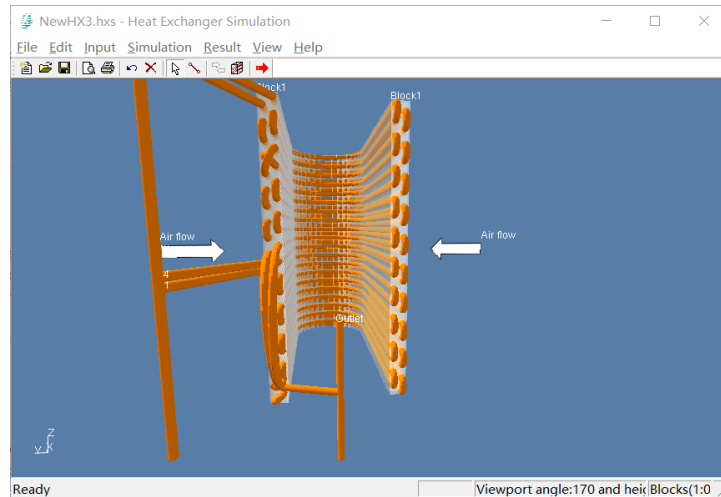 NewHX3.hxs - Heat Exchanger Simulation
File Edit Input Simulation Result View Help
Block1
Block1
Air flow
Air flow
4
1
Outlet
Z
Y X
Ready
Viewport angle:170 and heig
Blocks(1:0